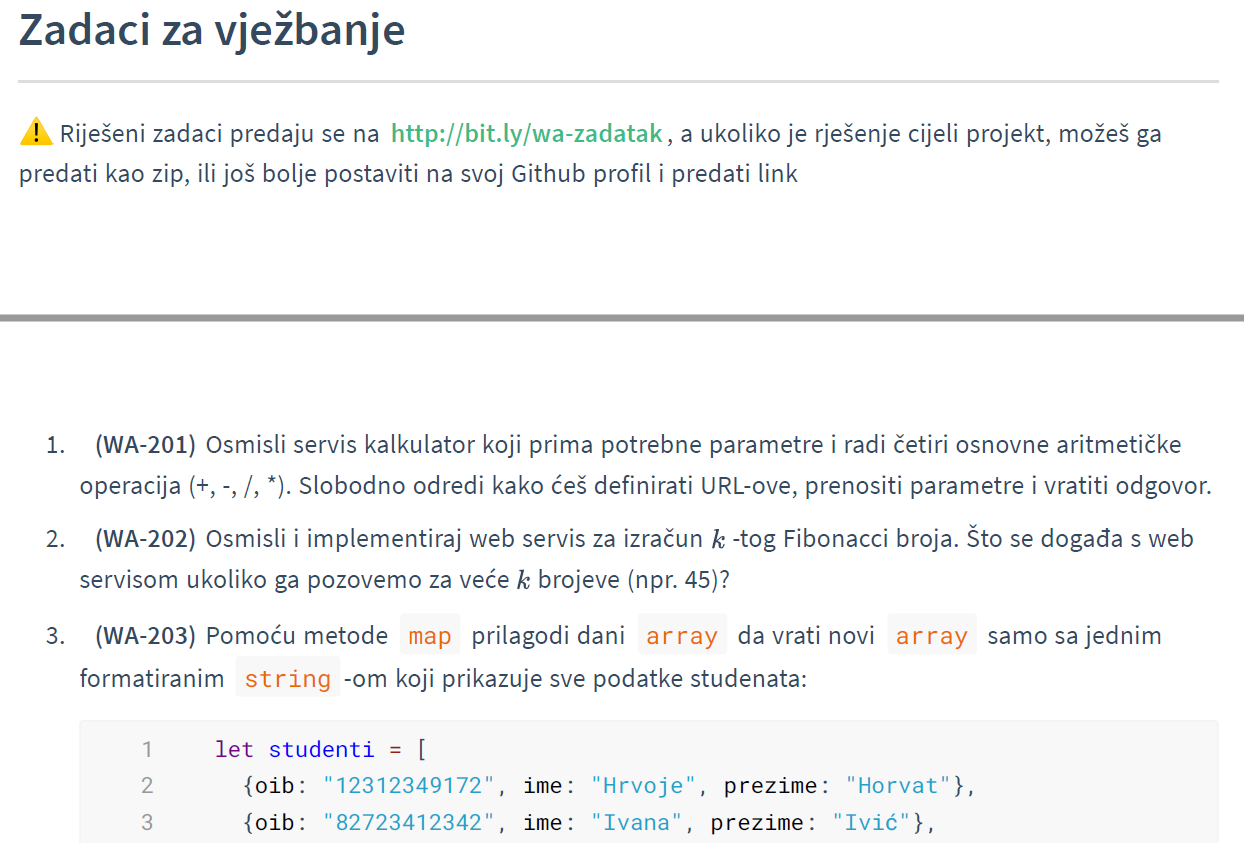 Zadaci za vježbanje
⚠ Riješeni zadaci predaju se na http://bit.ly/wa-zadatak, a ukoliko je rješenje cijeli projekt, možeš ga
predati kao zip, ili još bolje postaviti na svoj Github profil i predati link
1. (WA-201) Osmisli servis kalkulator koji prima potrebne parametre i radi četiri osnovne aritmetičke
operacija (+, -, /, *). Slobodno odredi kako ćeš definirati URL-ove, prenositi parametre i vratiti odgovor.
2. (WA-202) Osmisli i implementiraj web servis za izračun k -tog Fibonacci broja. Što se događa s web
servisom ukoliko ga pozovemo za veće k brojeve (npr. 45)?
3. (WA-203) Pomoću metode map prilagodi dani array da vrati novi array samo sa jednim
formatiranim string -om koji prikazuje sve podatke studenata:
1 let studenti = [
2 {oib: "12312349172", ime: "Hrvoje", prezime: "Horvat"},
3 {oib: "82723412342", ime: "Ivana", prezime: "Ivić"},